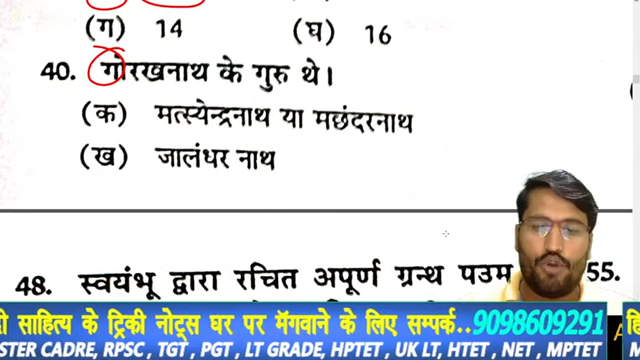 (ग) 14 (घ) 16
40. गोरखनाथ के गुरु थे।
(क) मत्स्येन्द्रनाथ या मछंदरनाथ
(ख) जालंधर नाथ
48. स्वयंभू द्वारा रचित अपूर्ण ग्रन्थ पउम 55.
दी साहित्य के ट्रिकी नोट्स घर पर मँगवाने के लिए सम्पर्क..9098609291
STER CADRE, RPSC , TGT , PGT , LT GRADE, HPTET , UK LT, HTET , NET , MPTET